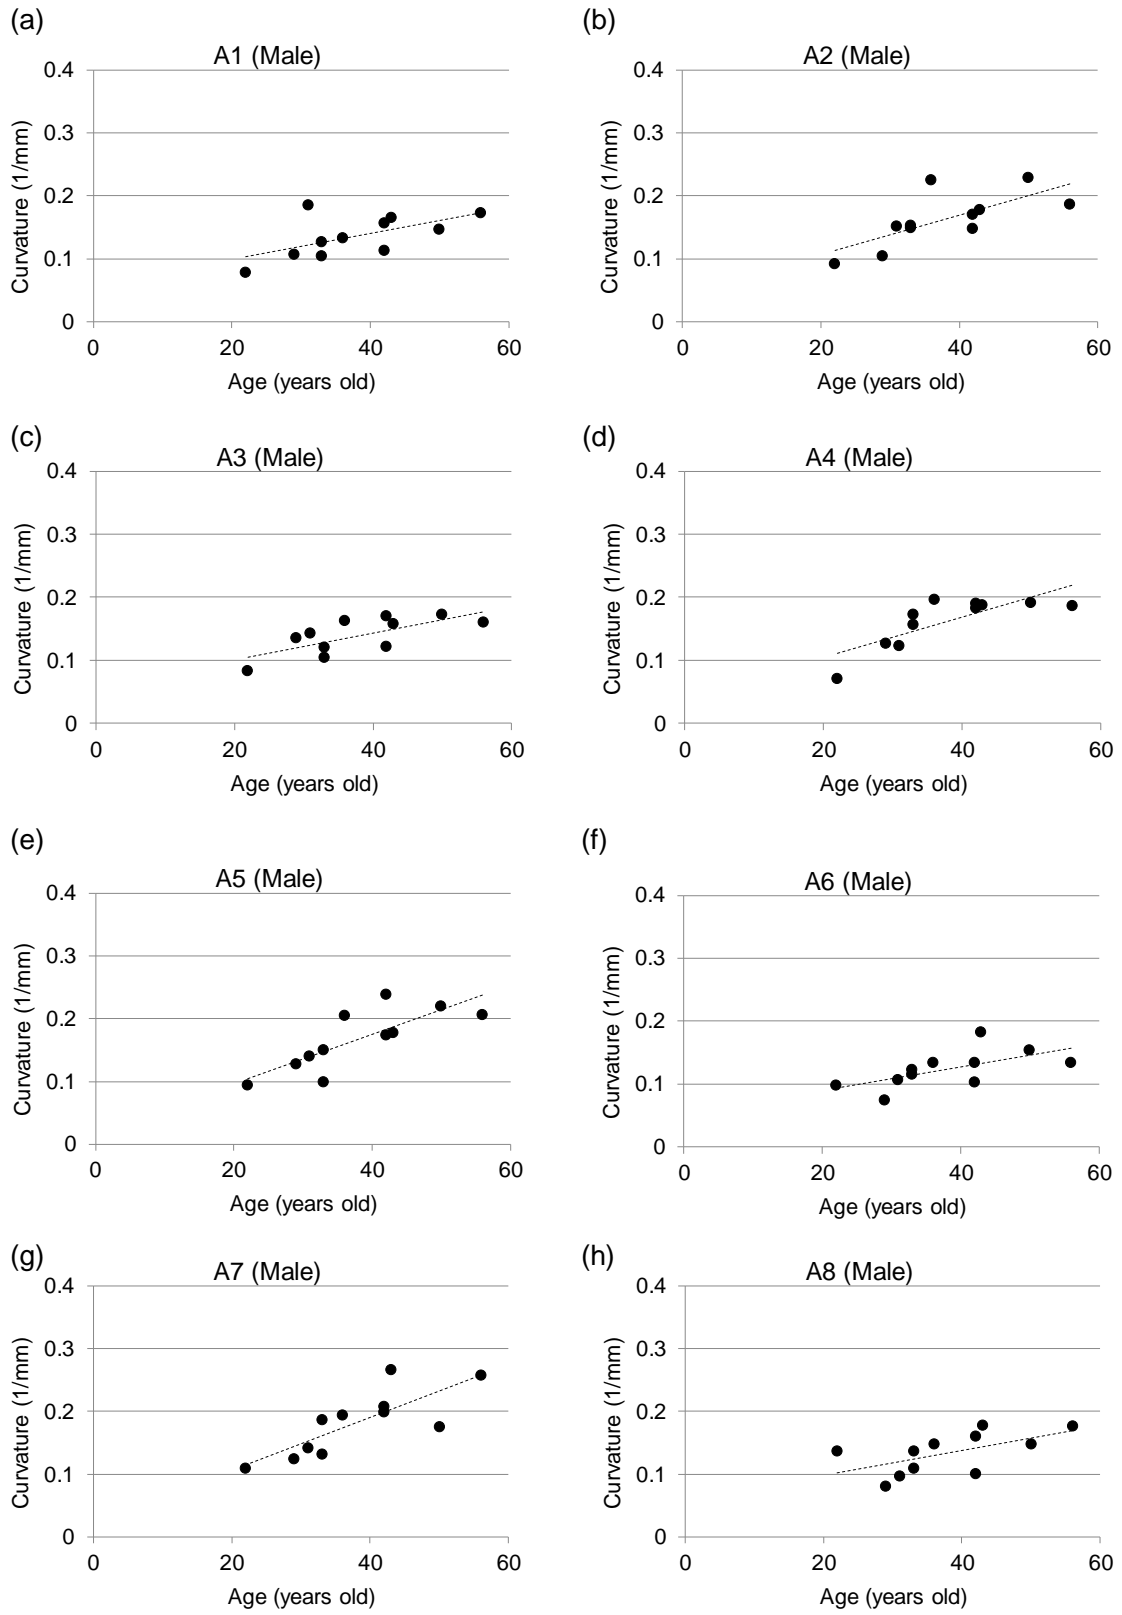 (a)
A1 (Male)
0.4
0.3
0.2
0.1
0
0 20 40 60
Curvature (1/mm)
Age (years old)
(b)
A2 (Male)
0.4
0.3
0.2
0.1
0
0 20 40 60
Curvature (1/mm)
Age (years old)
(c)
A3 (Male)
0.4
0.3
0.2
0.1
0
0 20 40 60
Curvature (1/mm)
Age (years old)
(d)
A4 (Male)
0.4
0.3
0.2
0.1
0
0 20 40 60
Curvature (1/mm)
Age (years old)
(e)
A5 (Male)
0.4
0.3
0.2
0.1
0
0 20 40 60
Curvature (1/mm)
Age (years old)
(f)
A6 (Male)
0.4
0.3
0.2
0.1
0
0 20 40 60
Curvature (1/mm)
Age (years old)
(g)
A7 (Male)
0.4
0.3
0.2
0.1
0
0 20 40 60
Curvature (1/mm)
Age (years old)
(h)
A8 (Male)
0.4
0.3
0.2
0.1
0
0 20 40 60
Curvature (1/mm)
Age (years old)